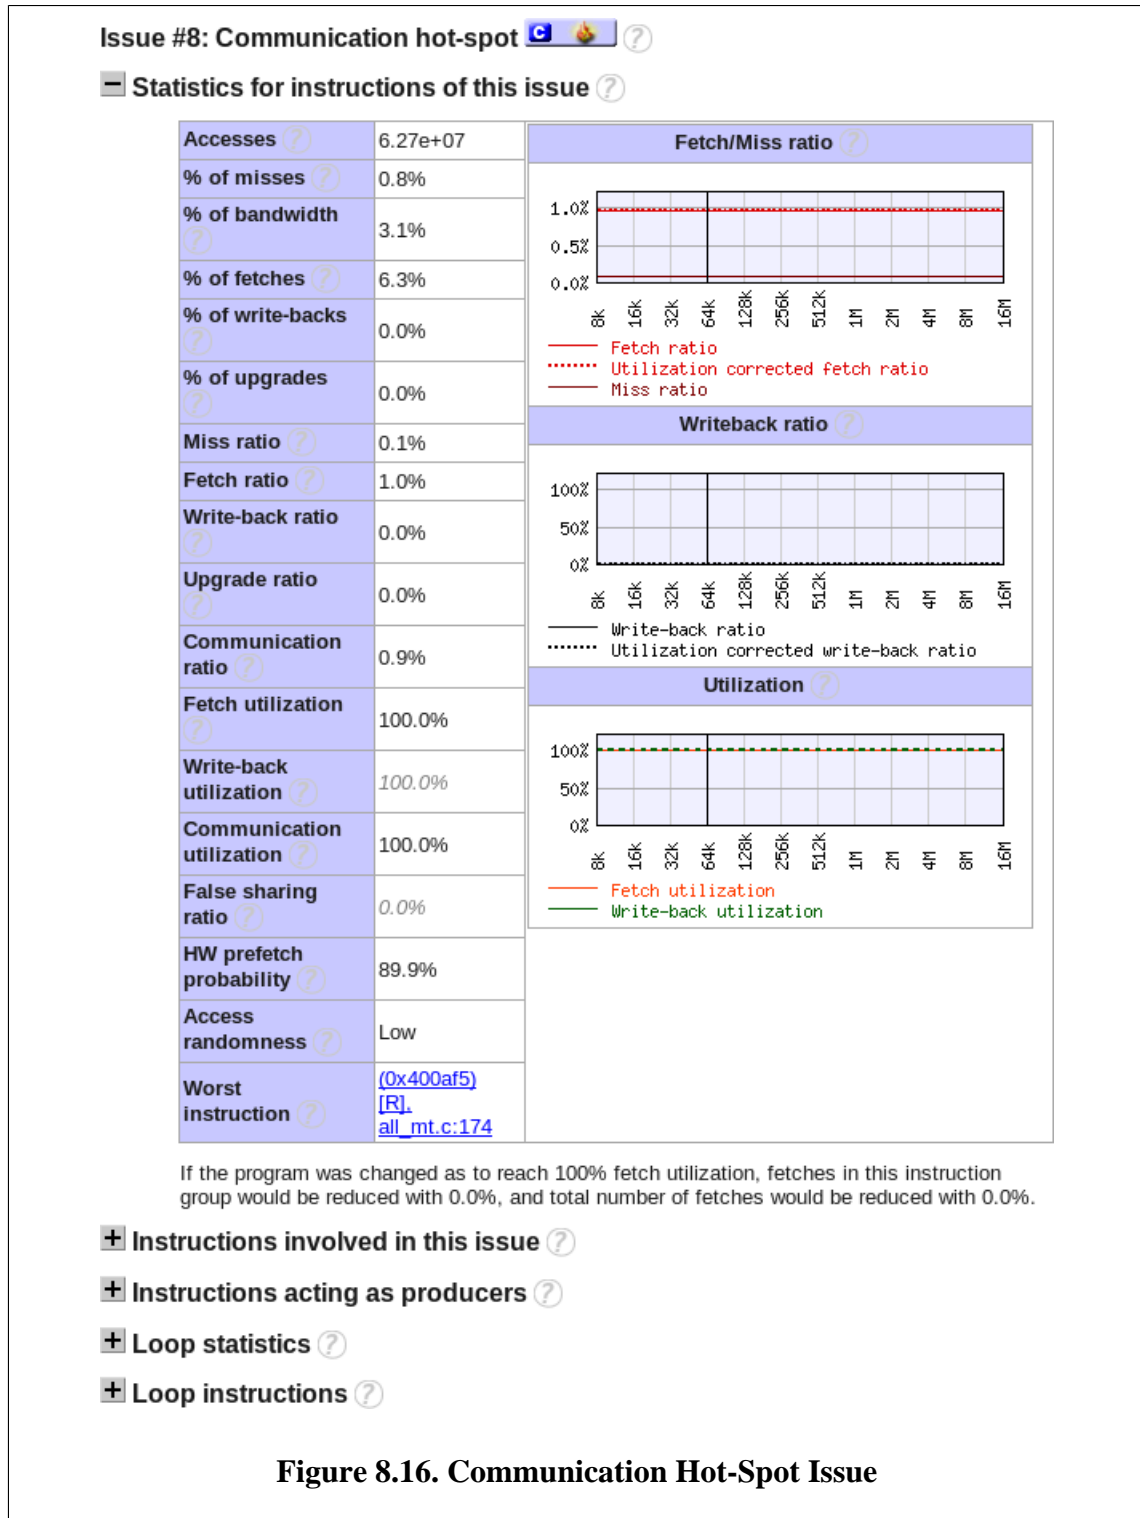 Issue #8: Communication hot-spot C ?
Statistics for instructions of this issue ?
Accesses ? 6.27e+07
% of misses ? 0.8%
% of bandwidth
? 3.1%
% of fetches ? 6.3%
% of write-backs
? 0.0%
% of upgrades
? 0.0%
Miss ratio ? 0.1%
Fetch ratio ? 1.0%
Write-back ratio
? 0.0%
Upgrade ratio
? 0.0%
Communication
ratio ? 0.9%
Fetch utilization
? 100.0%
Write-back
utilization ? 100.0%
Communication
utilization ? 100.0%
False sharing
ratio ? 0.0%
HW prefetch
probability ? 89.9%
Access
randomness ? Low
Worst
instruction ? (0x400af5)
[R],
all_mt.c:174
Fetch/Miss ratio ?
1.0%
0.5%
0.0%
8k 16k 32k 64k 128k 256k 512k 1M 2M 4M 8M 16M
Fetch ratio
Utilization corrected fetch ratio
Miss ratio
Writeback ratio ?
100%
50%
0%
8k 16k 32k 64k 128k 256k 512k 1M 2M 4M 8M 16M
Write-back ratio
Utilization corrected write-back ratio
Utilization ?
100%
50%
0%
8k 16k 32k 64k 128k 256k 512k 1M 2M 4M 8M 16M
Fetch utilization
Write-back utilization
If the program was changed as to reach 100% fetch utilization, fetches in this instruction
group would be reduced with 0.0%, and total number of fetches would be reduced with 0.0%.
Instructions involved in this issue ?
Instructions acting as producers ?
Loop statistics ?
Loop instructions ?
Figure 8.16. Communication Hot-Spot Issue